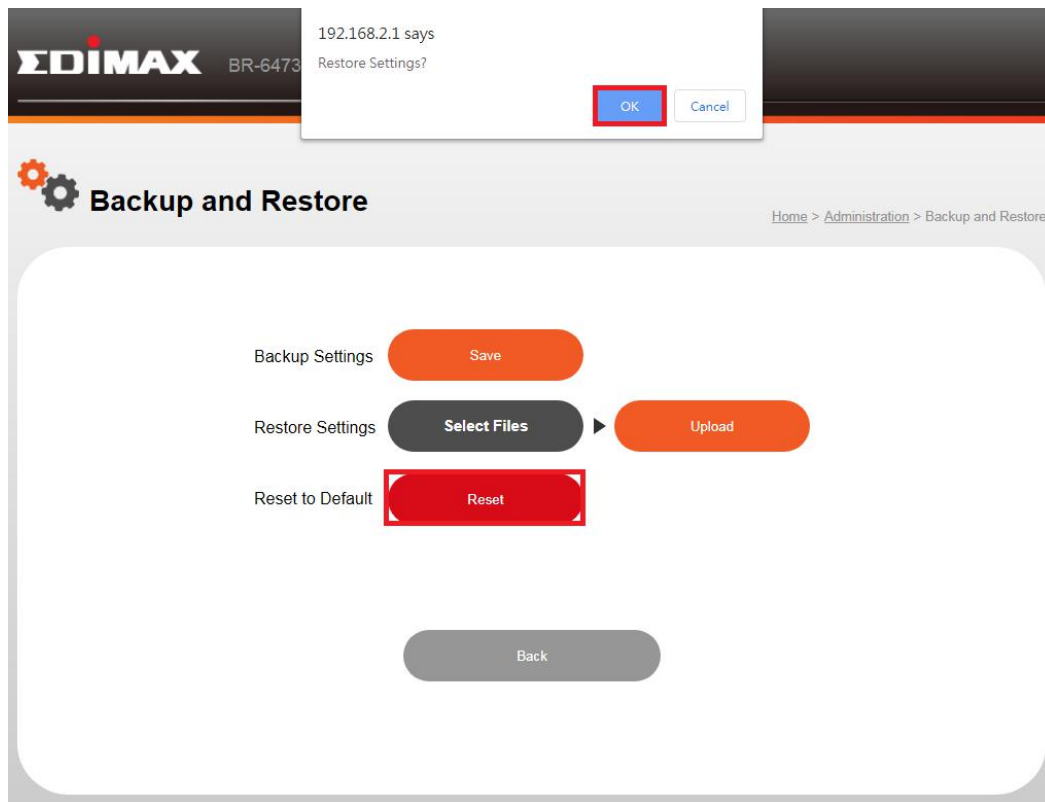 192.168.2.1 says
Restore Settings?
OK
Cancel
EDIMAX BR-6473
Backup and Restore
Home > Administration > Backup and Restore
Backup Settings Save
Restore Settings Select Files Upload
Reset to Default Reset
Back